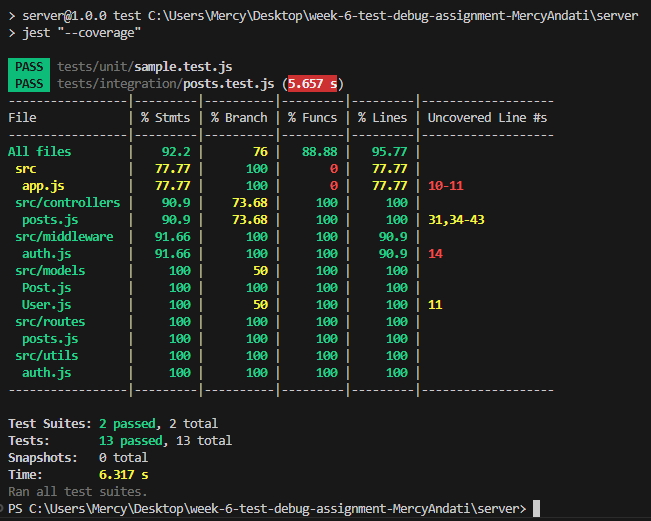 > server@1.0.0 test C:\Users\Mercy\Desktop\week-6-test-debug-assignment-MercyAndati\server
> jest "--coverage"

 PASS  tests/unit/sample.test.js
 PASS  tests/integration/posts.test.js (5.657 s)
-----------------|---------|----------|---------|---------|-------------------
File             | % Stmts | % Branch | % Funcs | % Lines | Uncovered Line #s
-----------------|---------|----------|---------|---------|-------------------
All files        |    92.2 |       76 |   88.88 |   95.77 |
 src             |   77.77 |      100 |       0 |   77.77 |
  app.js         |   77.77 |      100 |       0 |   77.77 | 10-11
 src/controllers |    90.9 |    73.68 |     100 |     100 |
  posts.js       |    90.9 |    73.68 |     100 |     100 | 31,34-43
 src/middleware  |   91.66 |      100 |     100 |    90.9 |
  auth.js        |   91.66 |      100 |     100 |    90.9 | 14
 src/models      |     100 |       50 |     100 |     100 |
  Post.js        |     100 |      100 |     100 |     100 |
  User.js        |     100 |       50 |     100 |     100 | 11
 src/routes      |     100 |      100 |     100 |     100 |
  posts.js       |     100 |      100 |     100 |     100 |
 src/utils       |     100 |      100 |     100 |     100 |
  auth.js        |     100 |      100 |     100 |     100 |
-----------------|---------|----------|---------|---------|-------------------

Test Suites: 2 passed, 2 total
Tests:       13 passed, 13 total
Snapshots:   0 total
Time:        6.317 s
Ran all test suites.
PS C:\Users\Mercy\Desktop\week-6-test-debug-assignment-MercyAndati\server>